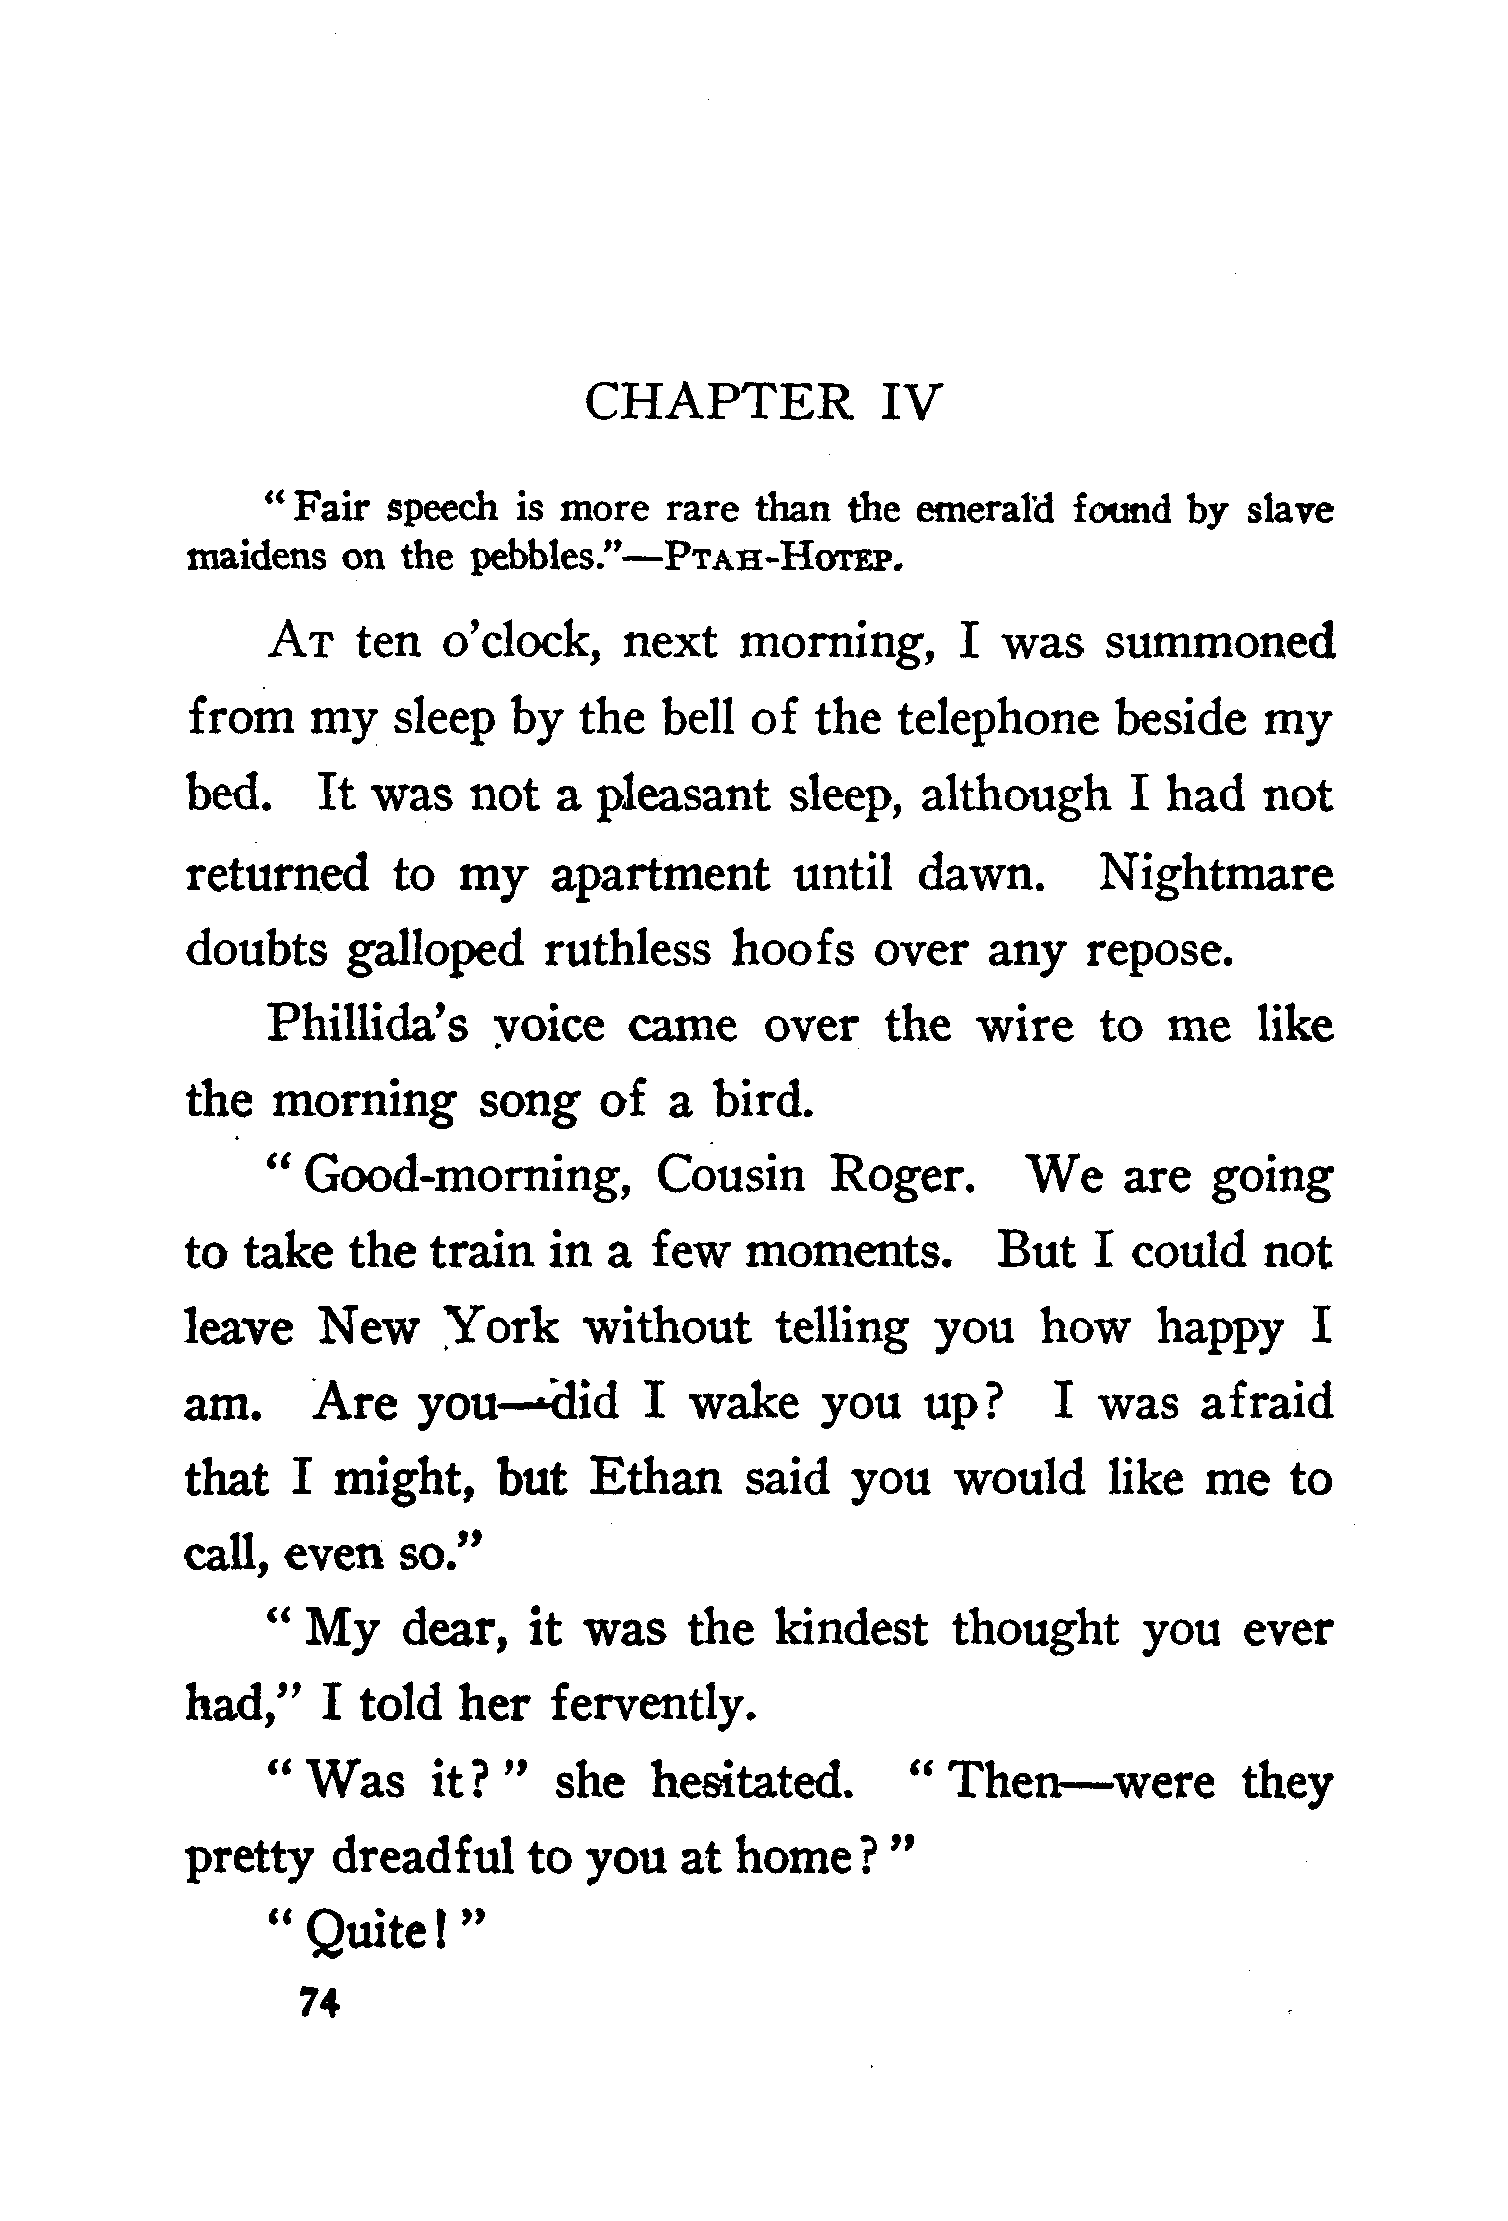 CHAPTER IV
"Fair speech is more rare than the emerald found by slave
maidens on the pebbles."—PTAH-HOTEP.
AT ten o'clock, next morning, I was summoned
from my sleep by the bell of the telephone beside my
bed. It was not a pleasant sleep, although I had not
returned to my apartment until dawn. Nightmare
doubts galloped ruthless hoofs over any repose.
Phillida's voice came over the wire to me like
the morning song of a bird.
"Good-morning, Cousin Roger. We are going
to take the train in a few moments. But I could not
leave New York without telling you how happy I
am. Are you—did I wake you up? I was afraid
that I might, but Ethan said you would like me to
call, even so."
"My dear, it was the kindest thought you ever
had," I told her fervently.
"Was it?" she hesitated. "Then—were they
pretty dreadful to you at home?"
"Quite!"
74